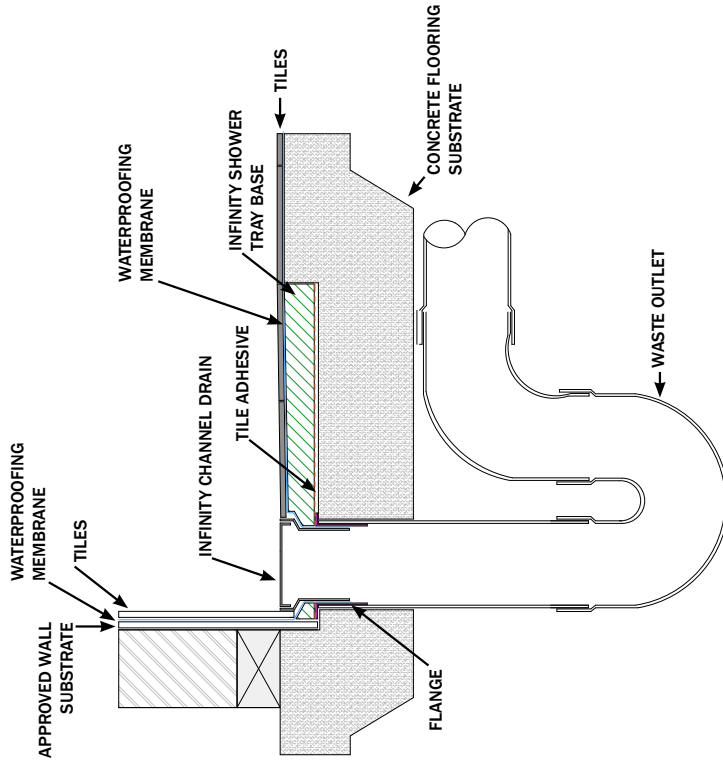 APPROVED WALL
SUBSTRATE
WATERPROOFING
MEMBRANE
TILES
INFINITY CHANNEL DRAIN
TILE ADHESIVE
WATERPROOFING
MEMBRANE
INFINITY SHOWER
TRAY BASE
TILES
CONCRETE FLOORING
SUBSTRATE
FLANGE
WASTE OUTLET